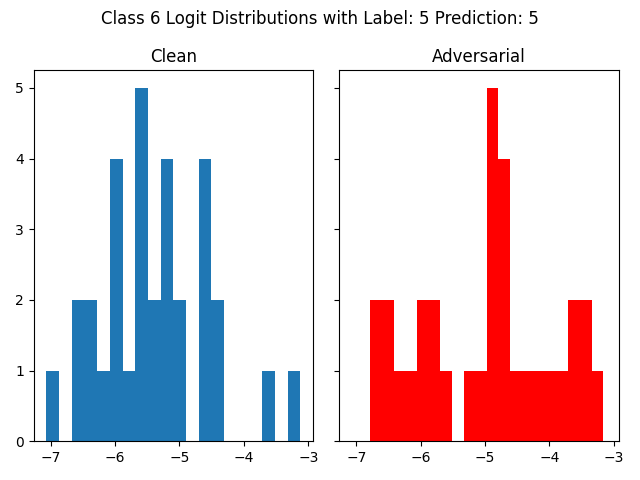 Class 6 Logit Distributions with Label: 5 Prediction: 5
Clean
Adversarial
5
4
3
2
1
0
−7 −6 −5 −4 −3
−7 −6 −5 −4 −3